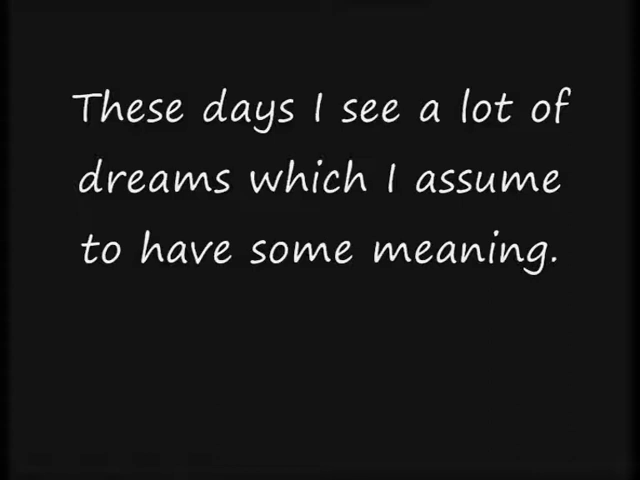 These days I see a lot of
dreams which I assume
to have some meaning.